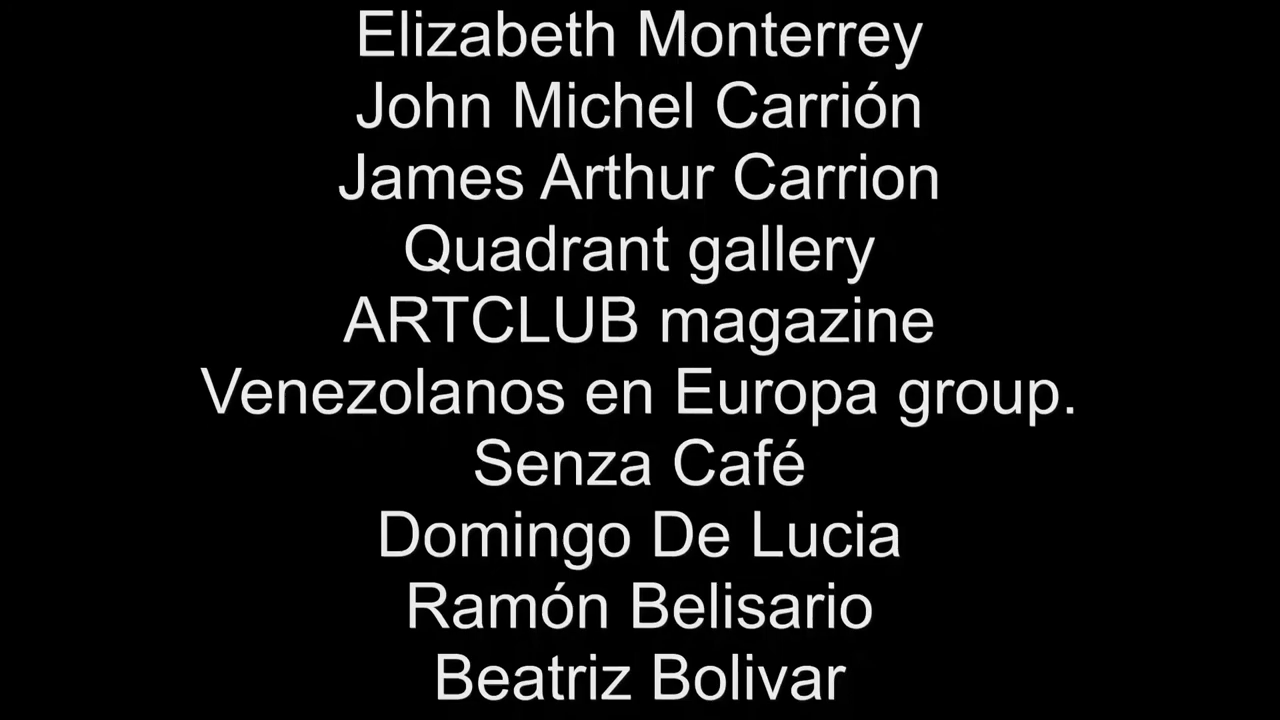 Elizabeth Monterrey
John Michel Carrión
James Arthur Carrion
Quadrant gallery
ARTCLUB magazine
Venezolanos en Europa group.
Senza Café
Domingo De Lucia
Ramón Belisario
Beatriz Bolivar